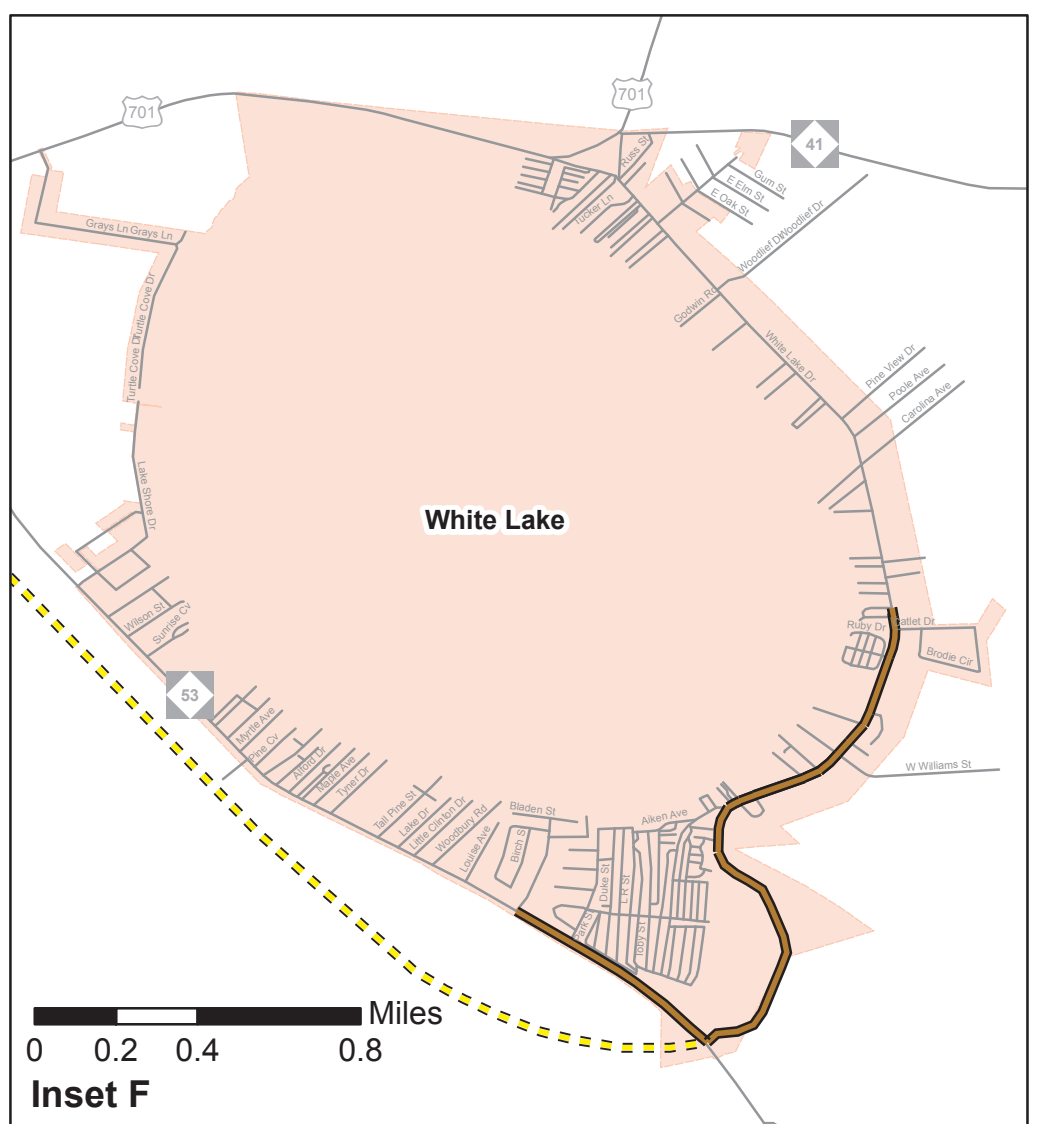 701
701
41
Russ St
Gum St
E Elm St
E Oak St
Tucker Ln
Woodlief Dr
Woodlief Dr
Grays Ln
Grays Ln
Turtle Cove Dr
Turtle Cove Dr
Godwin Rd
White Lake Dr
Pine View Dr
Poole Ave
Carolina Ave
Lake Shore Dr
White Lake
Wilson St
Sunrise Cv
Ruby Dr
Catlet Dr
Brodie Cir
53
Myrtle Ave
Pine Cv
Alford Dr
Maple Ave
Tyner Dr
W Williams St
Tall Pine St
Lake Dr
Little Clinton Dr
Woodbury Rd
Louise Ave
Bladen St
Birch St
Aiken Ave
Duke St
L R St
Park St
Toby St
Miles
0 0.2 0.4 0.8
Inset F